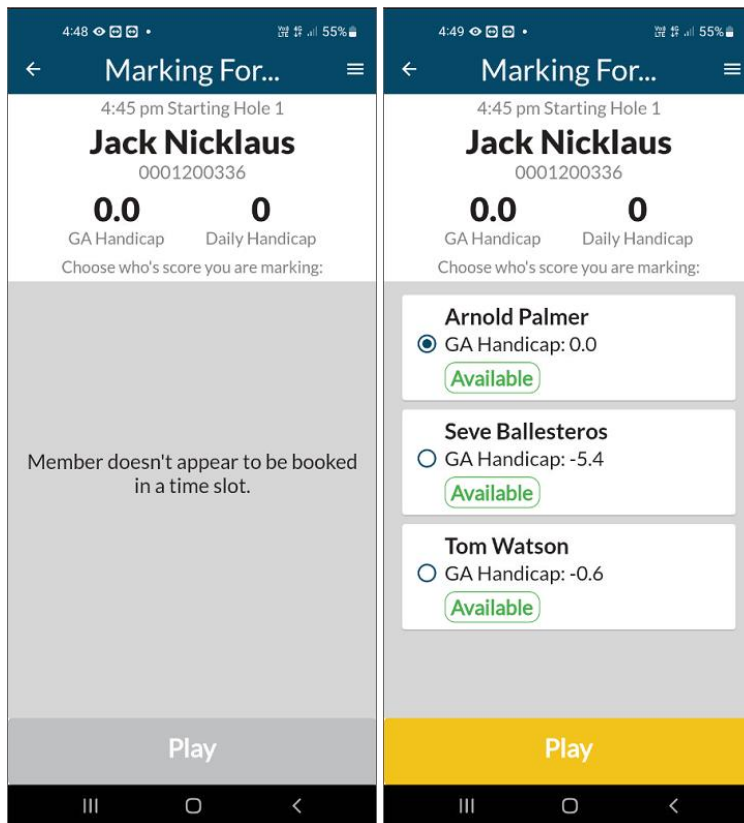 4:48
55%
Marking For...
4:45 pm Starting Hole 1
Jack Nicklaus
0001200336
0.0
0
GA Handicap
Daily Handicap
Choose who's score you are marking:
Member doesn't appear to be booked
in a time slot.
Play
4:49
55%
Marking For...
4:45 pm Starting Hole 1
Jack Nicklaus
0001200336
0.0
0
GA Handicap
Daily Handicap
Choose who's score you are marking:
Arnold Palmer
GA Handicap: 0.0
Available
Seve Ballesteros
GA Handicap: -5.4
Available
Tom Watson
GA Handicap: -0.6
Available
Play